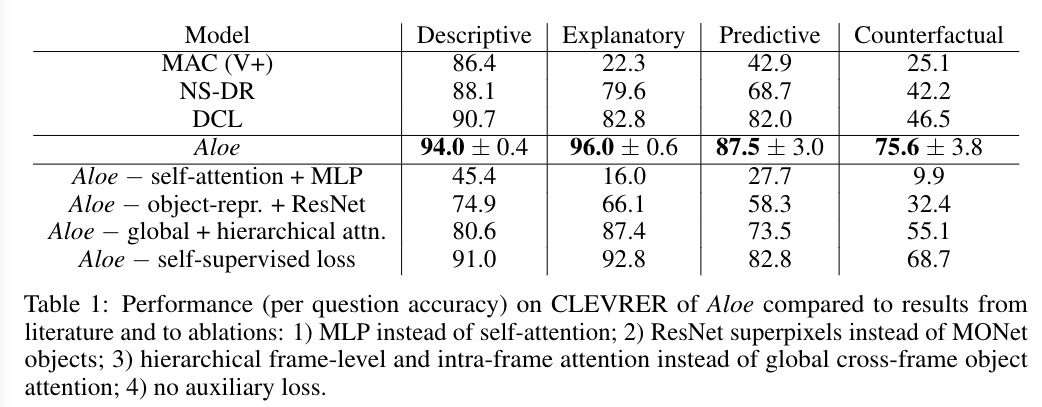 Model Descriptive Explanatory Predictive Counterfactual
MAC (V+) 86.4 22.3 42.9 25.1
NS-DR 88.1 79.6 68.7 42.2
DCL 90.7 82.8 82.0 46.5
Aloe 94.0 ± 0.4 96.0 ± 0.6 87.5 ± 3.0 75.6 ± 3.8
Aloe − self-attention + MLP 45.4 16.0 27.7 9.9
Aloe − object-repr. + ResNet 74.9 66.1 58.3 32.4
Aloe − global + hierarchical attn. 80.6 87.4 73.5 55.1
Aloe − self-supervised loss 91.0 92.8 82.8 68.7
Table 1: Performance (per question accuracy) on CLEVRER of Aloe compared to results from
literature and to ablations: 1) MLP instead of self-attention; 2) ResNet superpixels instead of MONet
objects; 3) hierarchical frame-level and intra-frame attention instead of global cross-frame object
attention; 4) no auxiliary loss.